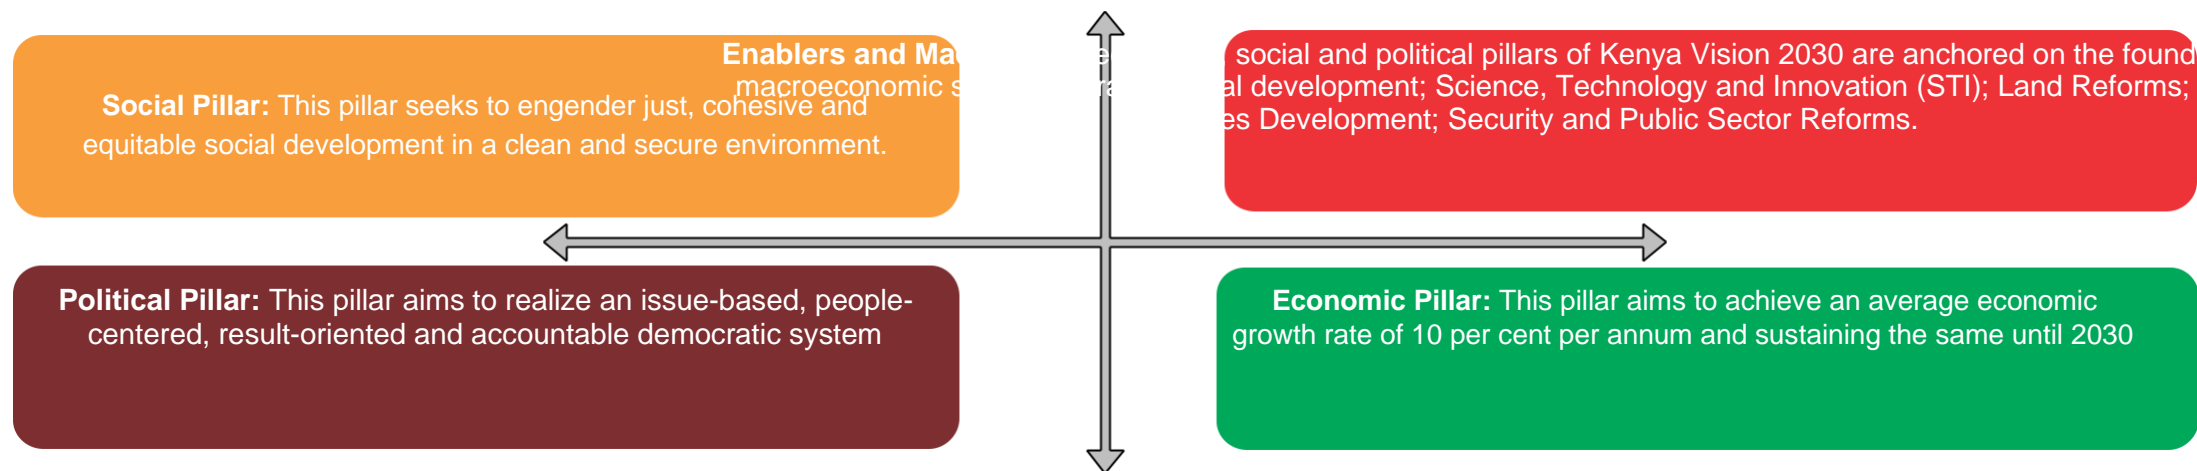 Social Pillar: This pillar seeks to engender just, cohesive and
equitable social development in a clean and secure environment.
Enablers and social and political pillars of Kenya Vision 2030 are anchored on the
macroeconomic development; Science, Technology and Innovation (STI); Land Reforms;
Development; Security and Public Sector Reforms.
Political Pillar: This pillar aims to realize an issue-based, people-
centered, result-oriented and accountable democratic system
Economic Pillar: This pillar aims to achieve an average economic
growth rate of 10 per cent per annum and sustaining the same until 2030